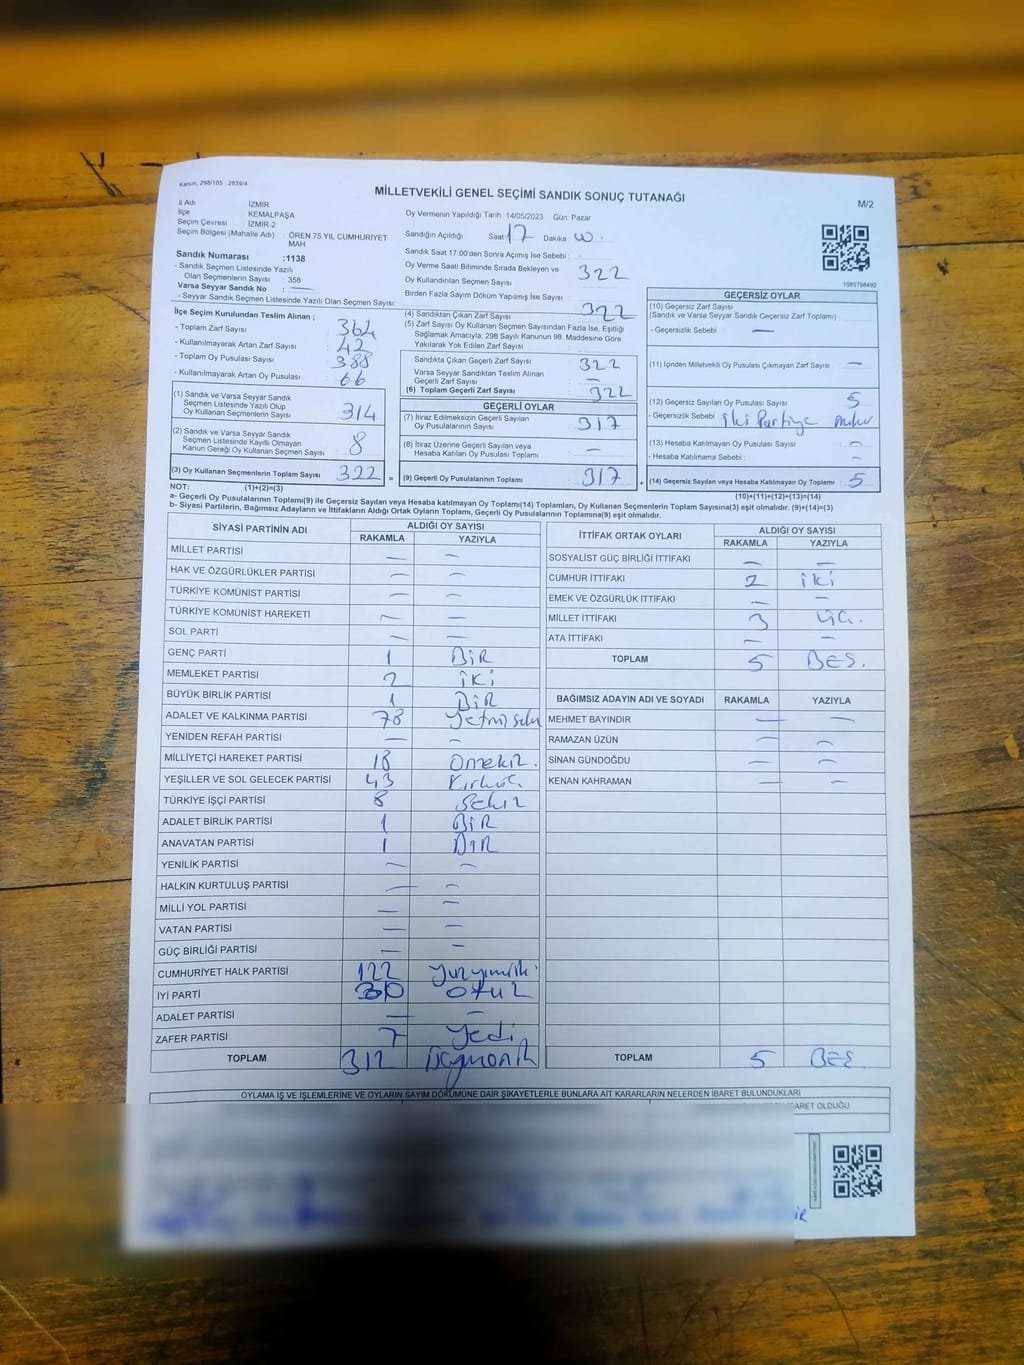 Kanun: 298/105 , 2839/4
MİLLETVEKİLİ GENEL SEÇİMİ SANDIK SONUÇ TUTANAĞI
M/2
İl Adı : İZMİR
İlçe : KEMALPAŞA
Seçim Çevresi : İZMİR-2
Seçim Bölgesi (Mahalle Adı) : ÖREN 75.YIL CUMHURİYET MAH.
Sandık Numarası :1138
- Sandık Seçmen Listesinde Yazılı
Olan Seçmenlerin Sayısı : 358
Varsa Seyyar Sandık No : —
- Seyyar Sandık Seçmen Listesinde Yazılı Olan Seçmen Sayısı :
Oy Vermenin Yapıldığı Tarih 14/05/2023 Gün: Pazar
Sandığın Açıldığı Saat 17 Dakika 00.
Sandık Saat 17:00'den Sonra Açımış İse Sebebi :
Oy Verme Saati Bitiminde Sırada Bekleyen ve
Oy Kullandırılan Seçmen Sayısı : 322
Birden Fazla Sayım Döküm Yapılmış İse Sayısı :
1583798492
İlçe Seçim Kurulundan Teslim Alınan ;
- Toplam Zarf Sayısı : 364
- Kullanılmayarak Artan Zarf Sayısı : 42
- Toplam Oy Pusulası Sayısı : 388
- Kullanılmayarak Artan Oy Pusulası : 66
(1) Sandık ve Varsa Seyyar Sandık
Seçmen Listesinde Yazılı Olup
Oy Kullanan Seçmenlerin Sayısı : 314
(2) Sandık ve Varsa Seyyar Sandık
Seçmen Listesinde Kayıtlı Olmayan
Kanun Gereği Oy Kullanan Seçmen Sayısı : 8
(3) Oy Kullanan Seçmenlerin Toplam Sayısı : 322 =
(4) Sandıktan Çıkan Zarf Sayısı : 322
(5) Zarf Sayısı Oy Kullanan Seçmen Sayısından Fazla İse, Eşitliği
Sağlamak Amacıyla; 298 Sayılı Kanunun 98. Maddesine Göre
Yakılarak Yok Edilen Zarf Sayısı :
Sandıkta Çıkan Geçerli Zarf Sayısı : 322
Varsa Seyyar Sandıktan Teslim Alınan
Geçerli Zarf Sayısı : —
(6) Toplam Geçerli Zarf Sayısı : 322
GEÇERLİ OYLAR
(7) İtiraz Edilmeksizin Geçerli Sayılan
Oy Pusulalarının Sayısı : 317
(8) İtiraz Üzerine Geçerli Sayılan veya
Hesaba Katılan Oy Pusulası Toplamı : —
(9) Geçerli Oy Pusulalarının Toplamı : 317 +
GEÇERSİZ OYLAR
(10) Geçersiz Zarf Sayısı
(Sandık ve Varsa Seyyar Sandık Geçersiz Zarf Toplamı) :
- Geçersizlik Sebebi : —
(11) İçinden Milletvekili Oy Pusulası Çıkmayan Zarf Sayısı : —
(12) Geçersiz Sayılan Oy Pusulası Sayısı : 5
- Geçersizlik Sebebi : iki Partiye
(13) Hesaba Katılmayan Oy Pusulası Sayısı : —
- Hesaba Katılmama Sebebi : —
(14) Geçersiz Sayılan veya Hesaba Katılmayan Oy Toplamı : 5
NOT: (1)+(2)=(3)
(10)+(11)+(12)+(13)=(14)
a- Geçerli Oy Pusulalarının Toplamı(9) ile Geçersiz Sayılan veya Hesaba katılmayan Oy Toplamı(14) Toplamları, Oy Kullanan Seçmenlerin Toplam Sayısına(3) eşit olmalıdır. (9)+(14)=(3)
b- Siyasi Partilerin, Bağımsız Adayların ve İttifakların Aldığı Ortak Oyların Toplamı, Geçerli Oy Pusulalarının Toplamına(9) eşit olmalıdır.
SİYASİ PARTİNİN ADI ALDIĞI OY SAYISI
RAKAMLA YAZIYLA
MİLLET PARTİSİ — —
HAK VE ÖZGÜRLÜKLER PARTİSİ — —
TÜRKİYE KOMÜNİST PARTİSİ — —
TÜRKİYE KOMÜNİST HAREKETİ — —
SOL PARTİ — —
GENÇ PARTİ 1 BİR
MEMLEKET PARTİSİ 2 İKİ
BÜYÜK BİRLİK PARTİSİ 1 BİR
ADALET VE KALKINMA PARTİSİ 78
YENİDEN REFAH PARTİSİ — —
MİLLİYETÇİ HAREKET PARTİSİ 18
YEŞİLLER VE SOL GELECEK PARTİSİ 43
TÜRKİYE İŞÇİ PARTİSİ 8 Sekiz
ADALET BİRLİK PARTİSİ 1 BİR
ANAVATAN PARTİSİ 1 BİR
YENİLİK PARTİSİ — —
HALKIN KURTULUŞ PARTİSİ — —
MİLLİ YOL PARTİSİ — —
VATAN PARTİSİ — —
GÜÇ BİRLİĞİ PARTİSİ — —
CUMHURİYET HALK PARTİSİ 122
İYİ PARTİ 30 otuz
ADALET PARTİSİ — —
ZAFER PARTİSİ 7 Yedi
TOPLAM 312
İTTİFAK ORTAK OYLARI ALDIĞI OY SAYISI
RAKAMLA YAZIYLA
SOSYALİST GÜÇ BİRLİĞİ İTTİFAKI — —
CUMHUR İTTİFAKI 2 iki
EMEK VE ÖZGÜRLÜK İTTİFAKI — —
MİLLET İTTİFAKI 3 üç.
ATA İTTİFAKI — —
TOPLAM 5 BEŞ.
BAĞIMSIZ ADAYIN ADI VE SOYADI RAKAMLA YAZIYLA
MEHMET BAYINDIR — —
RAMAZAN ÜZÜN — —
SİNAN GÜNDOĞDU — —
KENAN KAHRAMAN — —
TOPLAM 5 BEŞ
OYLAMA İŞ VE İŞLEMLERİNE VE OYLARIN SAYIM DÖKÜMÜNE DAİR ŞİKAYETLERLE BUNLARA AİT KARARLARIN NELERDEN İBARET BULUNDUKLARI